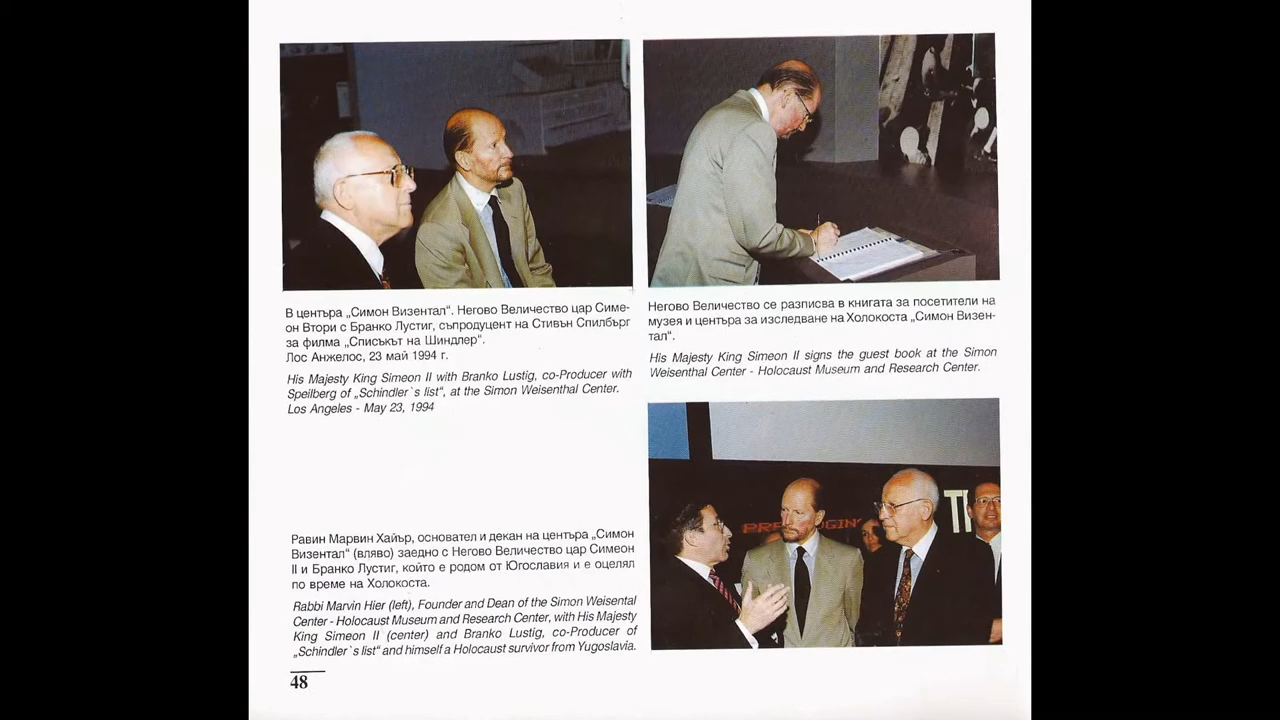 В центъра „Симон Визентал". Негово Величество цар Симе-
он Втори с Бранко Лустиг, съпродуцент на Стивън Спилбърг
за филма „Списъкът на Шиндлер".
Лос Анжелос, 23 май 1994 г.
His Majesty King Simeon II with Branko Lustig, co-Producer with
Speilberg of „Schindler`s list", at the Simon Weisenthal Center.
Los Angeles - May 23, 1994
Негово Величество се разписва в книгата за посетители на
музея и центъра за изследване на Холокоста „Симон Визен-
тал".
His Majesty King Simeon II signs the guest book at the Simon
Weisenthal Center - Holocaust Museum and Research Center.
Равин Марвин Хайър, основател и декан на центъра „Симон
Визентал" (вляво) заедно с Негово Величество цар Симеон
II и Бранко Лустиг, който е родом от Югославия и е оцелял
по време на Холокоста.
Rabbi Marvin Hier (left), Founder and Dean of the Simon Weisental
Center - Holocaust Museum and Research Center, with His Majesty
King Simeon II (center) and Branko Lustig, co-Producer of
„Schindler`s list" and himself a Holocaust survivor from Yugoslavia.
48